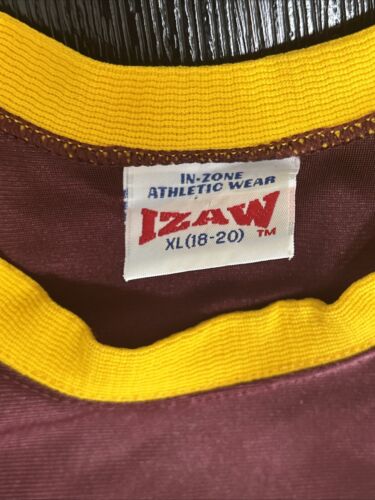 IN-ZONE
ATHLETIC WEAR
IZAW
XL(18-20) TM